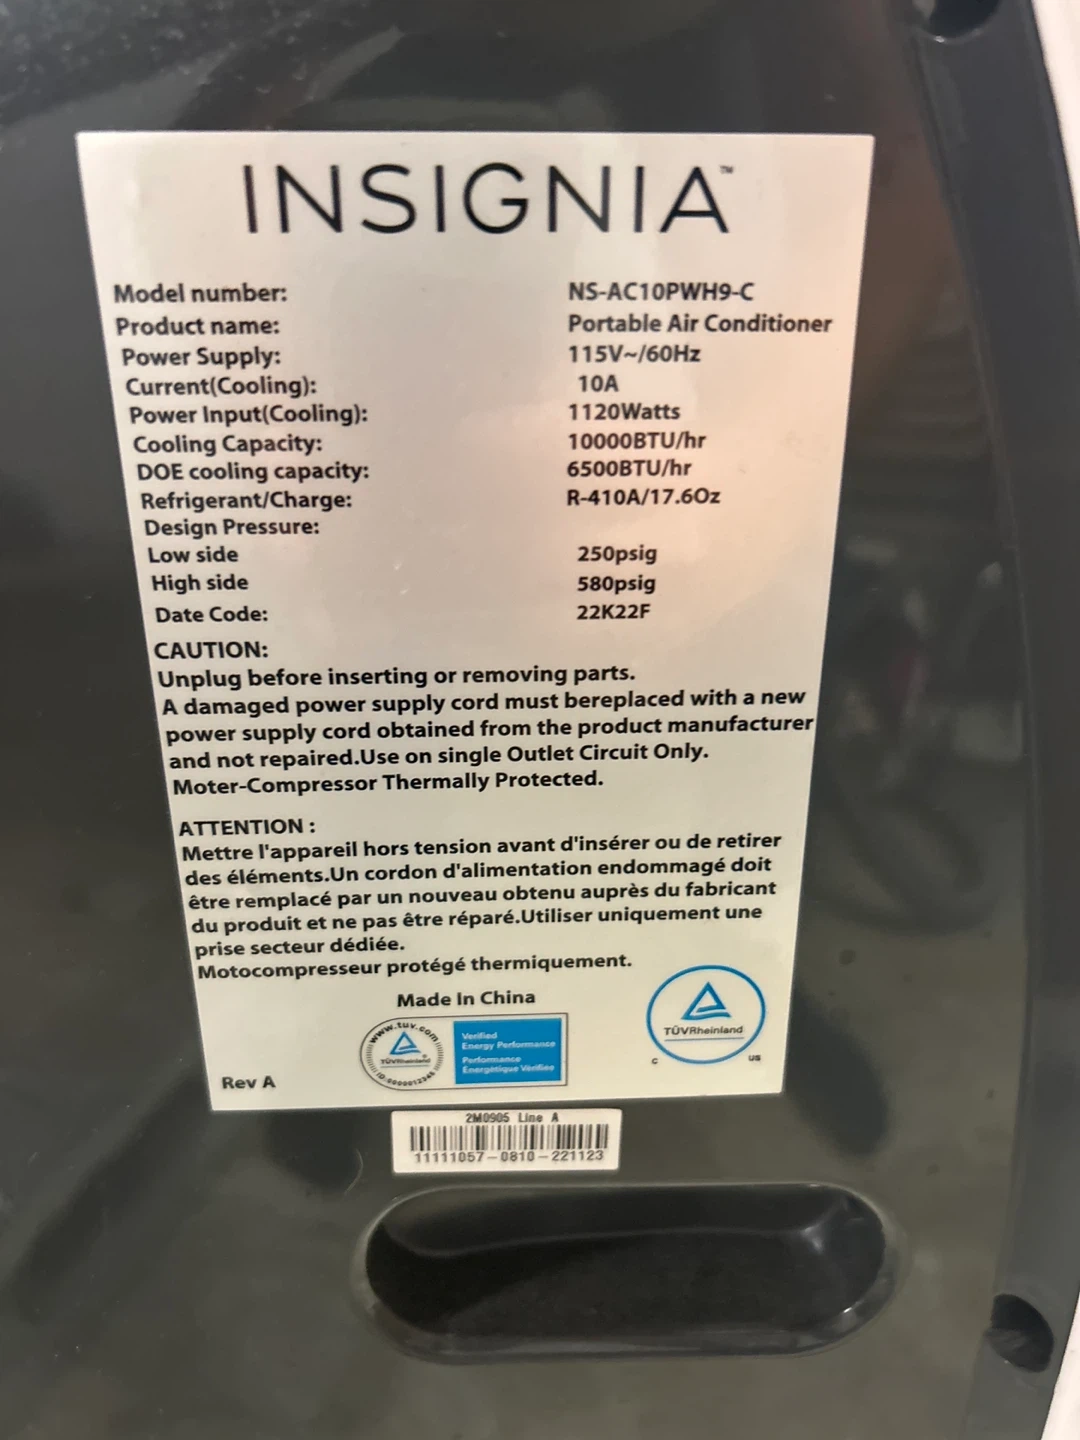 INSIGNIA™
Model number: NS-AC10PWH9-C
Product name: Portable Air Conditioner
Power Supply: 115V~/60Hz
Current(Cooling): 10A
Power Input(Cooling): 1120Watts
Cooling Capacity: 10000BTU/hr
DOE cooling capacity: 6500BTU/hr
Refrigerant/Charge: R-410A/17.6Oz
Design Pressure:
Low side 250psig
High side 580psig
Date Code: 22K22F
CAUTION:
Unplug before inserting or removing parts.
A damaged power supply cord must bereplaced with a new
power supply cord obtained from the product manufacturer
and not repaired.Use on single Outlet Circuit Only.
Moter-Compressor Thermally Protected.
ATTENTION :
Mettre l'appareil hors tension avant d'insérer ou de retirer
des éléments.Un cordon d'alimentation endommagé doit
être remplacé par un nouveau obtenu auprès du fabricant
du produit et ne pas être réparé.Utiliser uniquement une
prise secteur dédiée.
Motocompresseur protégé thermiquement.
Made In China
www.tuv.com
TÜVRheinland®
ID:0000012345
Verified
Energy Performance
Performance
Énergétique Vérifiée
TÜVRheinland
C US
Rev A
2M0905 Line A
11111057-0810-221123